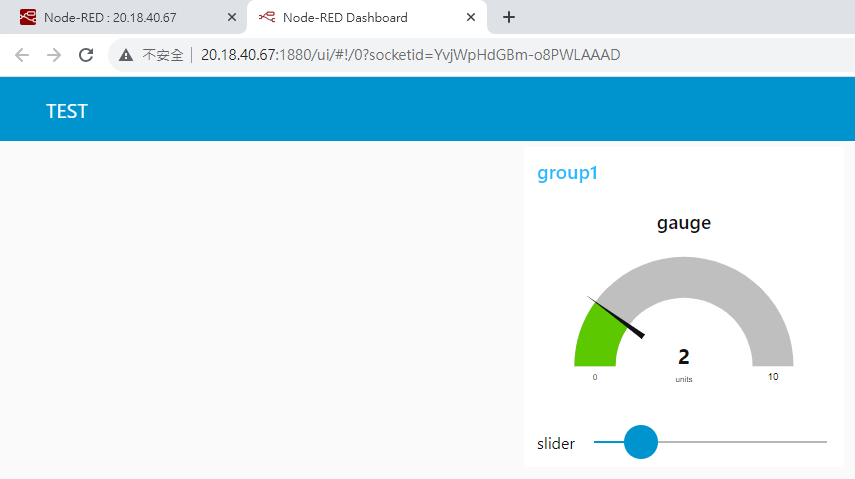 Node-RED : 20.18.40.67
Node-RED Dashboard
不安全 20.18.40.67:1880/ui/#!/0?socketid=YvjWpHdGBm-o8PWLAAAD
TEST
group1
gauge
2
units
0
10
slider